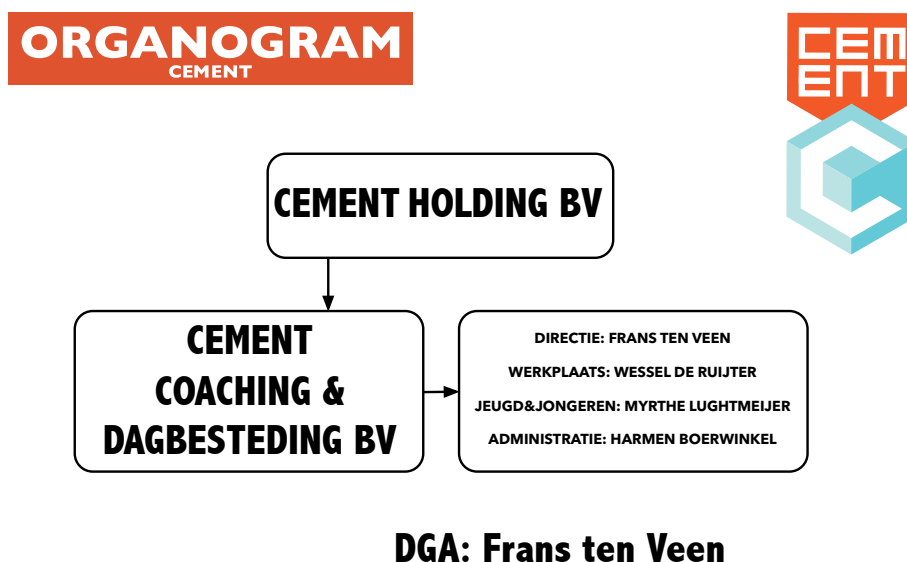 ORGANOGRAM
CEMENT
CEM
ENT
CEMENT HOLDING BV
CEMENT
COACHING &
DAGBESTEDING BV
DIRECTIE: FRANS TEN VEEN
WERKPLAATS: WESSEL DE RUIJTER
JEUGD&JONGEREN: MYRTHE LUGHTMEIJER
ADMINISTRATIE: HARMEN BOERWINKEL
DGA: Frans ten Veen